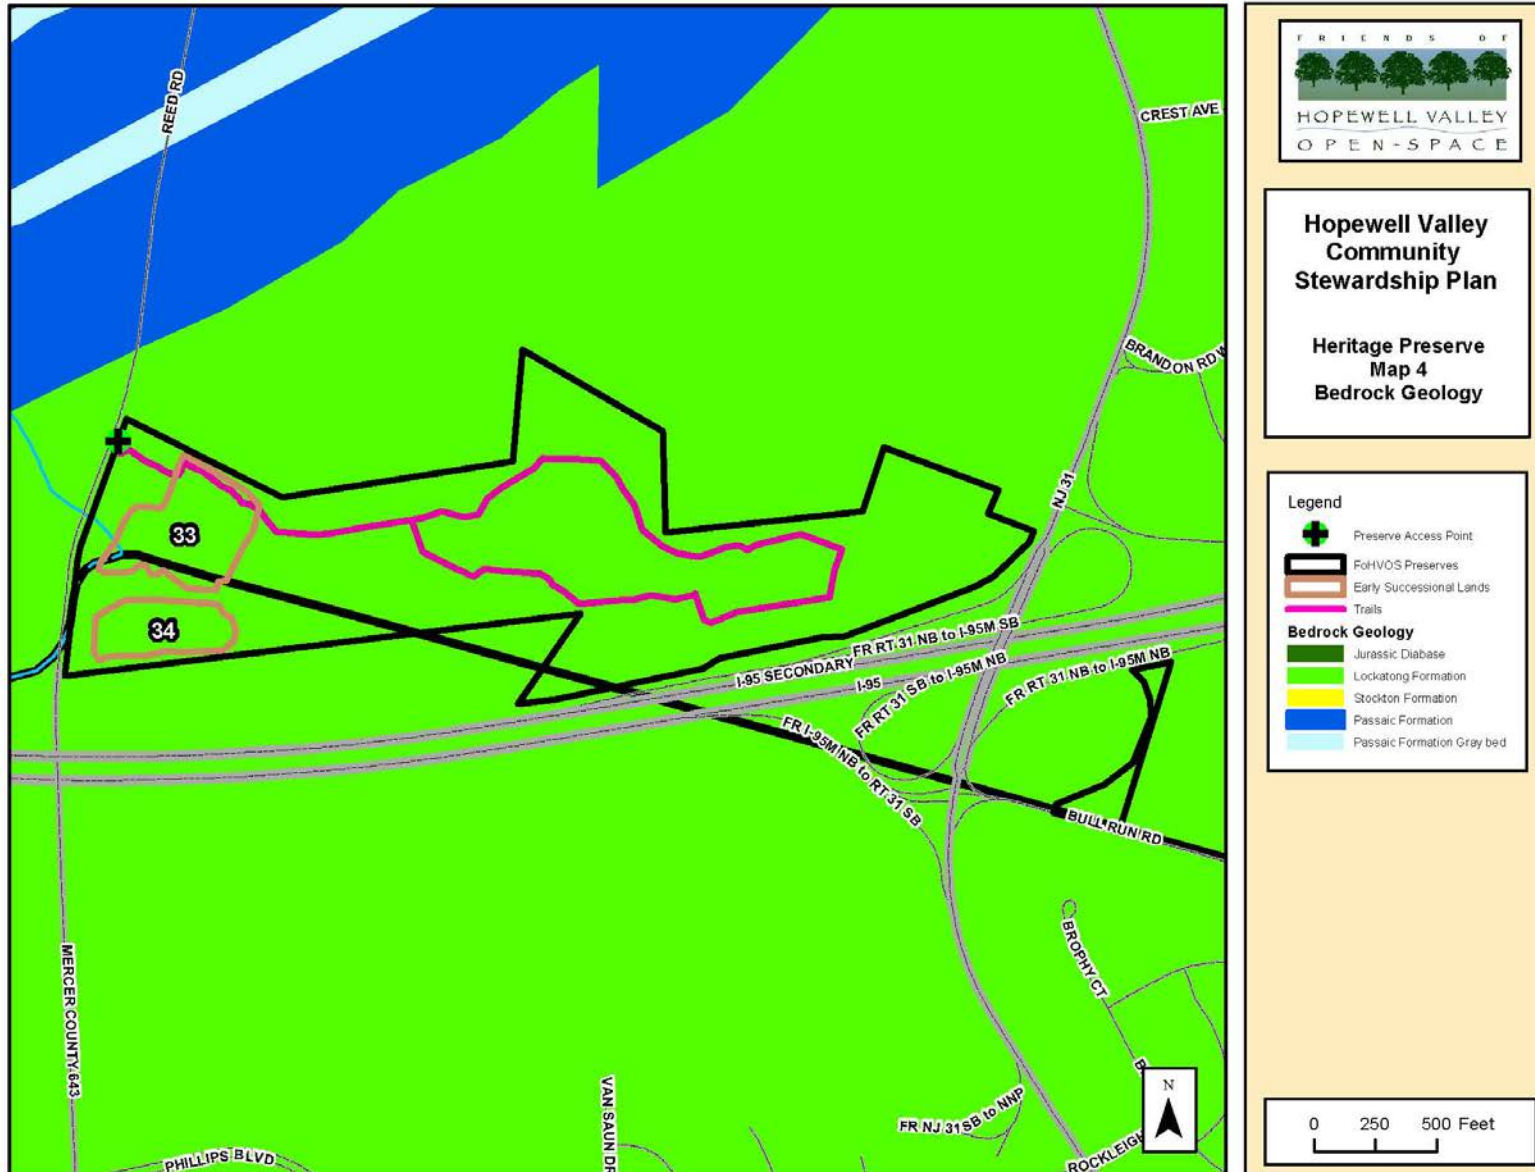 REED RD
CREST AVE
BRANDON RD W
NJ 31
33
34
FR RT 31 NB to I-95M SB
I-95 SECONDARY
FR RT 31 SB to I-95M NB
I-95
FR RT 31 NB to I-95M NB
FR I-95M NB to RT 31 SB
BULL RUN RD
MERCER COUNTY 643
BROPHY CT
B
VAN SAUN DR
FR NJ 31SB to NNP
PHILLIPS BLVD
ROCKLEIGH
N
FRIENDS OF
HOPEWELL VALLEY
OPEN-SPACE
Hopewell Valley
Community
Stewardship Plan
Heritage Preserve
Map 4
Bedrock Geology
Legend
Preserve Access Point
FoHVOS Preserves
Early Successional Lands
Trails
Bedrock Geology
Jurassic Diabase
Lockatong Formation
Stockton Formation
Passaic Formation
Passaic Formation Gray bed
0 250 500 Feet